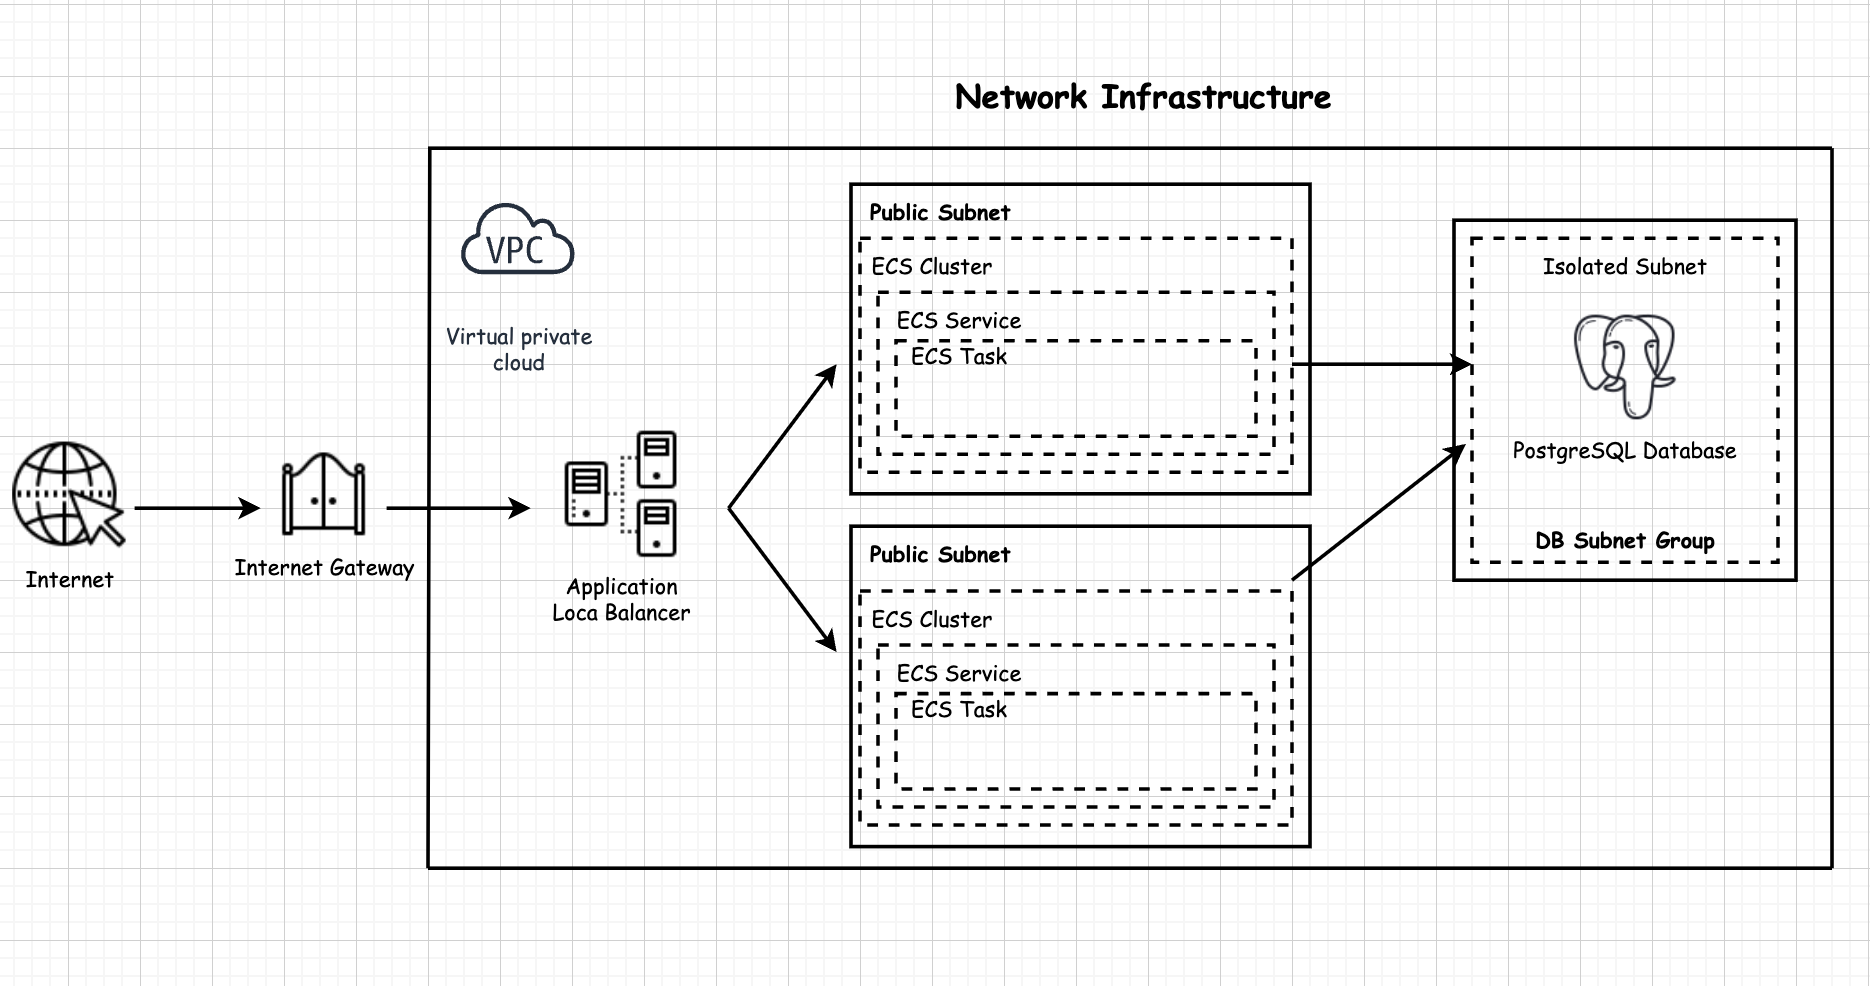 Network Infrastructure
VPC
Virtual private
cloud
Internet
Internet Gateway
Application
Loca Balancer
Public Subnet
ECS Cluster
ECS Service
ECS Task
Public Subnet
ECS Cluster
ECS Service
ECS Task
Isolated Subnet
PostgreSQL Database
DB Subnet Group